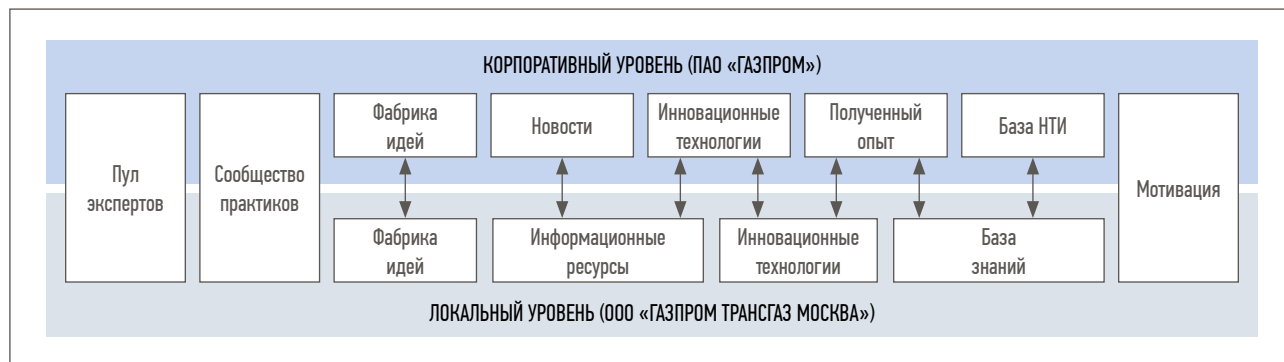 КОРПОРАТИВНЫЙ УРОВЕНЬ (ПАО «ГАЗПРОМ»)
Пул
экспертов
Сообщество
практиков
Фабрика
идей
Новости
Инновационные
технологии
Полученный
опыт
База НТИ
Мотивация
Фабрика
идей
Информационные
ресурсы
Инновационные
технологии
База
знаний
ЛОКАЛЬНЫЙ УРОВЕНЬ (ООО «ГАЗПРОМ ТРАНСГАЗ МОСКВА»)